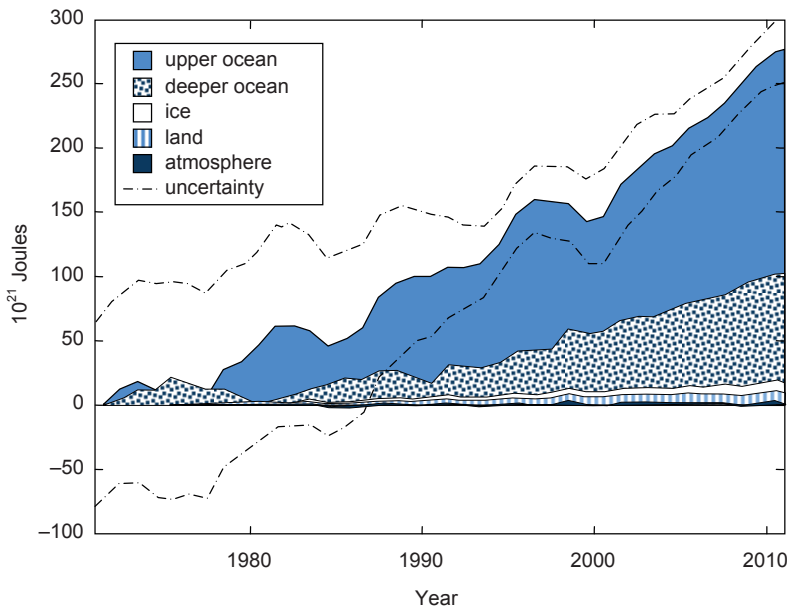 300
250
200
150
100
50
0
–50
–100
10²¹ Joules
upper ocean
deeper ocean
ice
land
atmosphere
uncertainty
1980 1990 2000 2010
Year